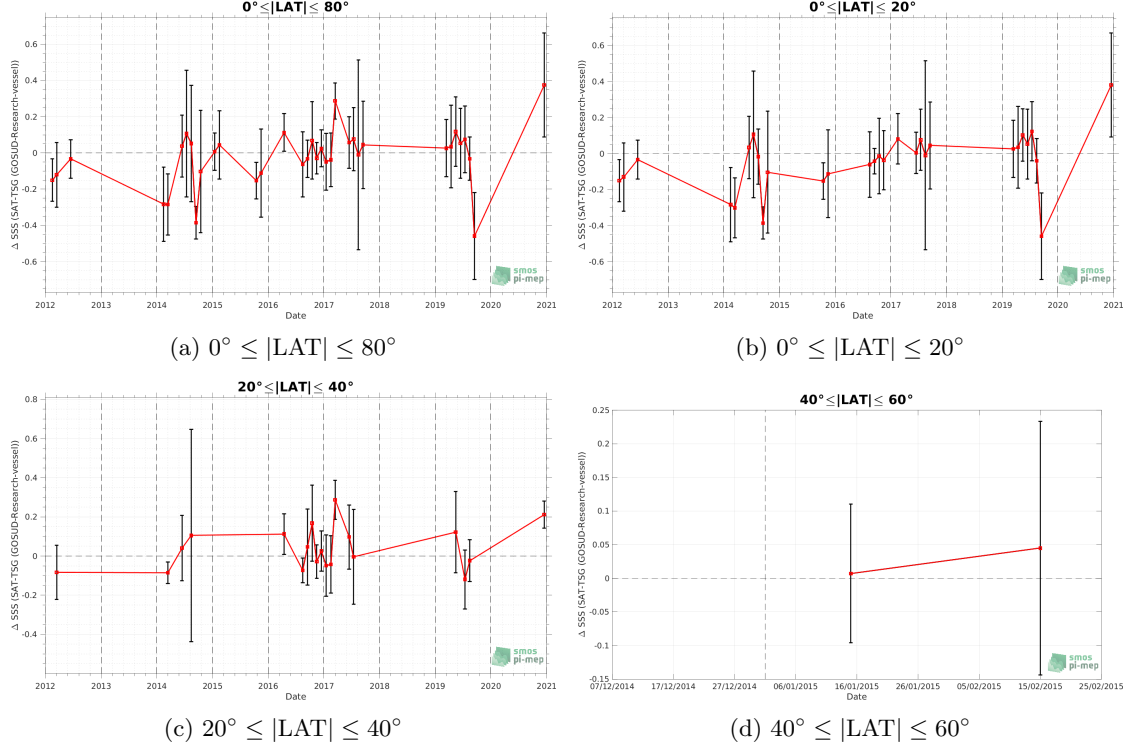 0°≤|LAT|≤ 80°
0.6
0.4
0.2
0
-0.2
-0.4
-0.6
Δ SSS (SAT-TSG (GOSUD-Research-vessel))
2012 2013 2014 2015 2016 2017 2018 2019 2020 2021
Date
smos
pi-mep
(a) 0° ≤ |LAT| ≤ 80°
0°≤|LAT|≤ 20°
0.6
0.4
0.2
0
-0.2
-0.4
-0.6
Δ SSS (SAT-TSG (GOSUD-Research-vessel))
2012 2013 2014 2015 2016 2017 2018 2019 2020 2021
Date
smos
pi-mep
(b) 0° ≤ |LAT| ≤ 20°
20°≤|LAT|≤ 40°
0.8
0.6
0.4
0.2
0
-0.2
-0.4
Δ SSS (SAT-TSG (GOSUD-Research-vessel))
2012 2013 2014 2015 2016 2017 2018 2019 2020 2021
Date
smos
pi-mep
(c) 20° ≤ |LAT| ≤ 40°
40°≤|LAT|≤ 60°
0.25
0.2
0.15
0.1
0.05
0
-0.05
-0.1
-0.15
Δ SSS (SAT-TSG (GOSUD-Research-vessel))
07/12/2014 17/12/2014 27/12/2014 06/01/2015 16/01/2015 26/01/2015 05/02/2015 15/02/2015 25/02/2015
Date
smos
pi-mep
(d) 40° ≤ |LAT| ≤ 60°